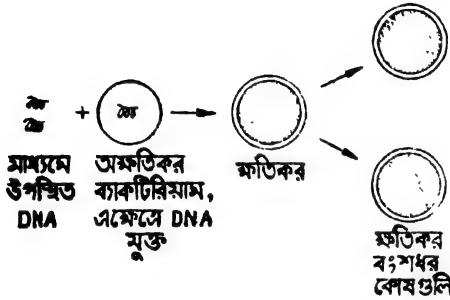 মাধ্যমে
উপস্থিত
DNA
+
অক্ষতিকর
ব্যাকটিরিয়াম,
এক্ষেত্রে DNA
মুক্ত
ক্ষতিকর
ক্ষতিকর
বংশধর
কোষগুলি